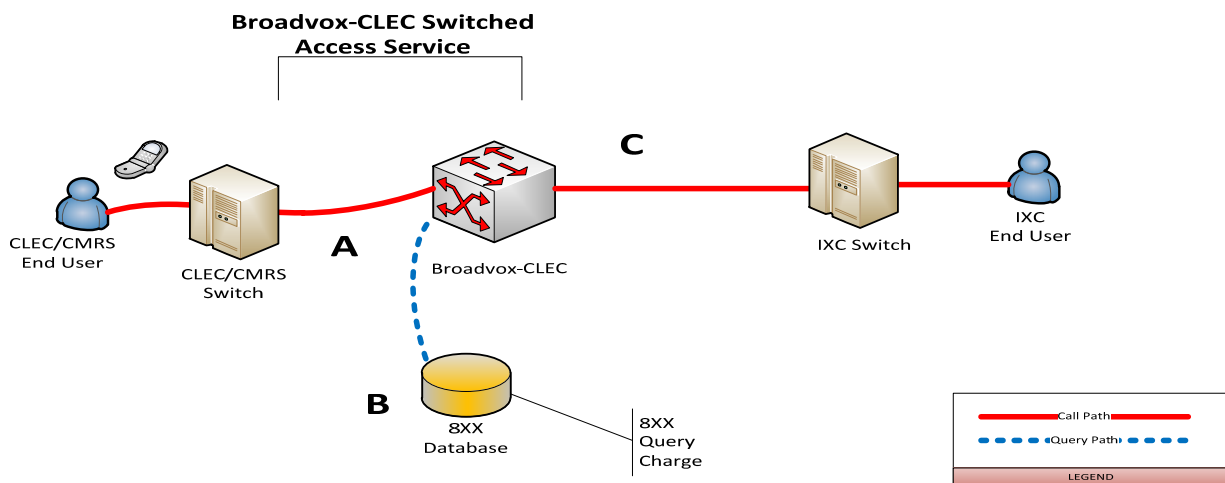 Broadvox-CLEC Switched
Access Service
C
CLEC/CMRS
End User
A
CLEC/CMRS
Switch
Broadvox-CLEC
IXC Switch
IXC
End User
B
8XX
Database
8XX
Query
Charge
Call Path
Query Path
LEGEND